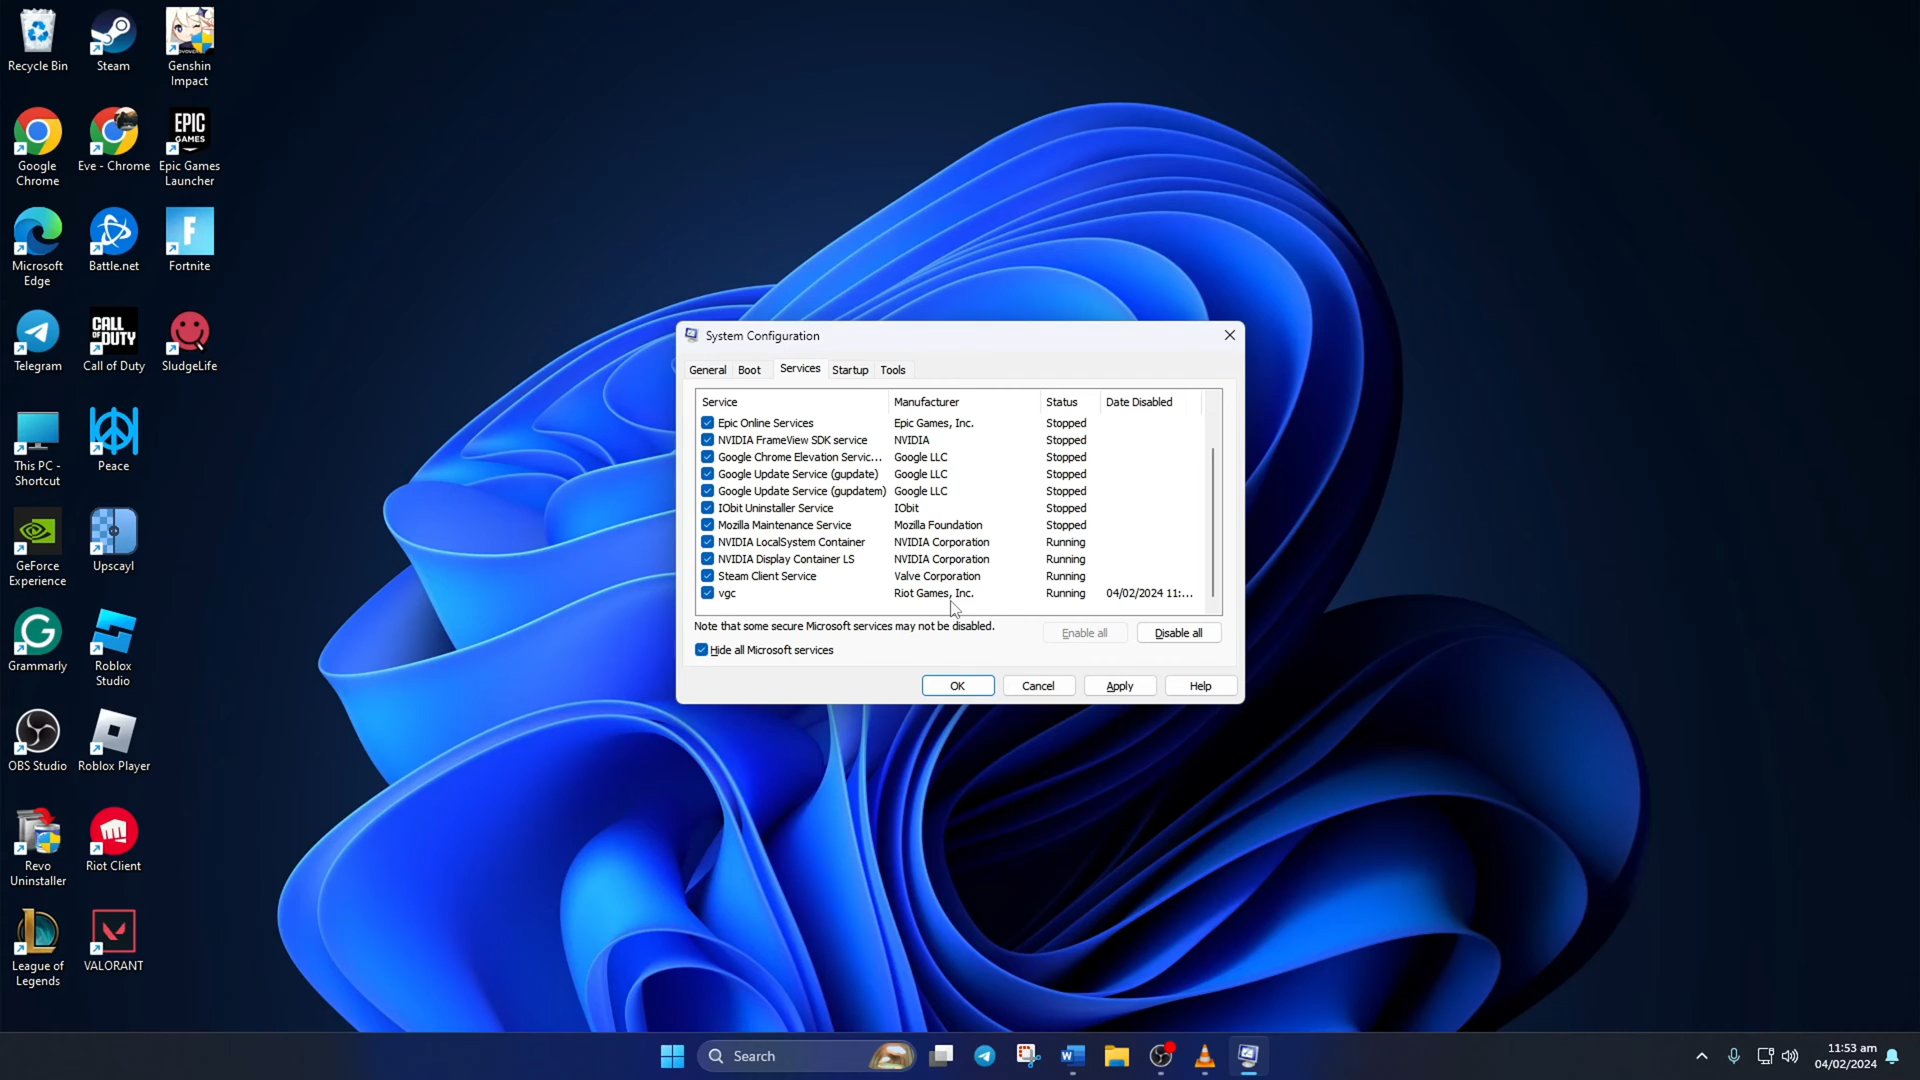 Recycle Bin
Steam
Genshin
Impact
Google
Chrome
Eve - Chrome
EPIC
GAMES
Epic Games
Launcher
Microsoft
Edge
Battle.net
F
Fortnite
Telegram
CALL OF DUTY
Call of Duty
SludgeLife
This PC -
Shortcut
Peace
GeForce
Experience
Upscayl
Grammarly
Roblox
Studio
OBS Studio
Roblox Player
Revo
Uninstaller
Riot Client
League of
Legends
VALORANT
System Configuration
General Boot Services Startup Tools
Service Manufacturer Status Date Disabled
Epic Online Services Epic Games, Inc. Stopped
NVIDIA FrameView SDK service NVIDIA Stopped
Google Chrome Elevation Servic... Google LLC Stopped
Google Update Service (gupdate) Google LLC Stopped
Google Update Service (gupdatem) Google LLC Stopped
IObit Uninstaller Service IObit Stopped
Mozilla Maintenance Service Mozilla Foundation Stopped
NVIDIA LocalSystem Container NVIDIA Corporation Running
NVIDIA Display Container LS NVIDIA Corporation Running
Steam Client Service Valve Corporation Running
vgc Riot Games, Inc. Running 04/02/2024 11:...
Note that some secure Microsoft services may not be disabled.
Enable all Disable all
Hide all Microsoft services
OK Cancel Apply Help
Search
11:53 am
04/02/2024